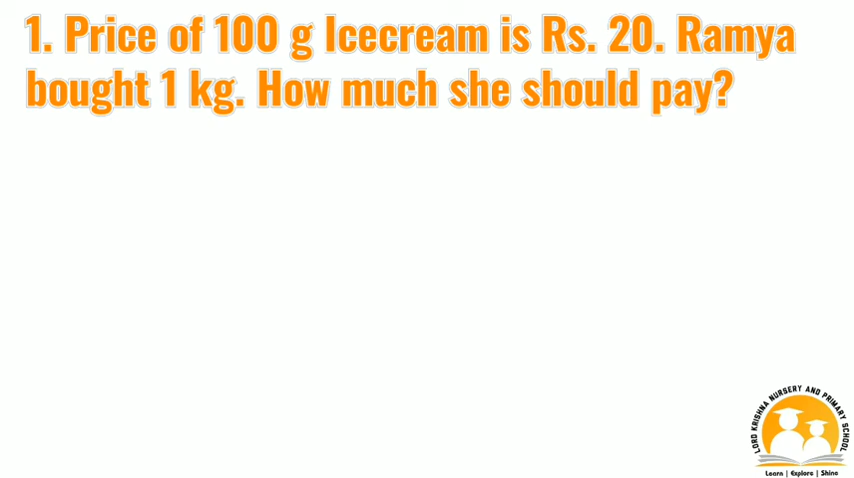 1. Price of 100 g Icecream is Rs. 20. Ramya
bought 1 kg. How much she should pay?
LORD KRISHNA NURSERY AND PRIMARY SCHOOL
Learn | Explore | Shine